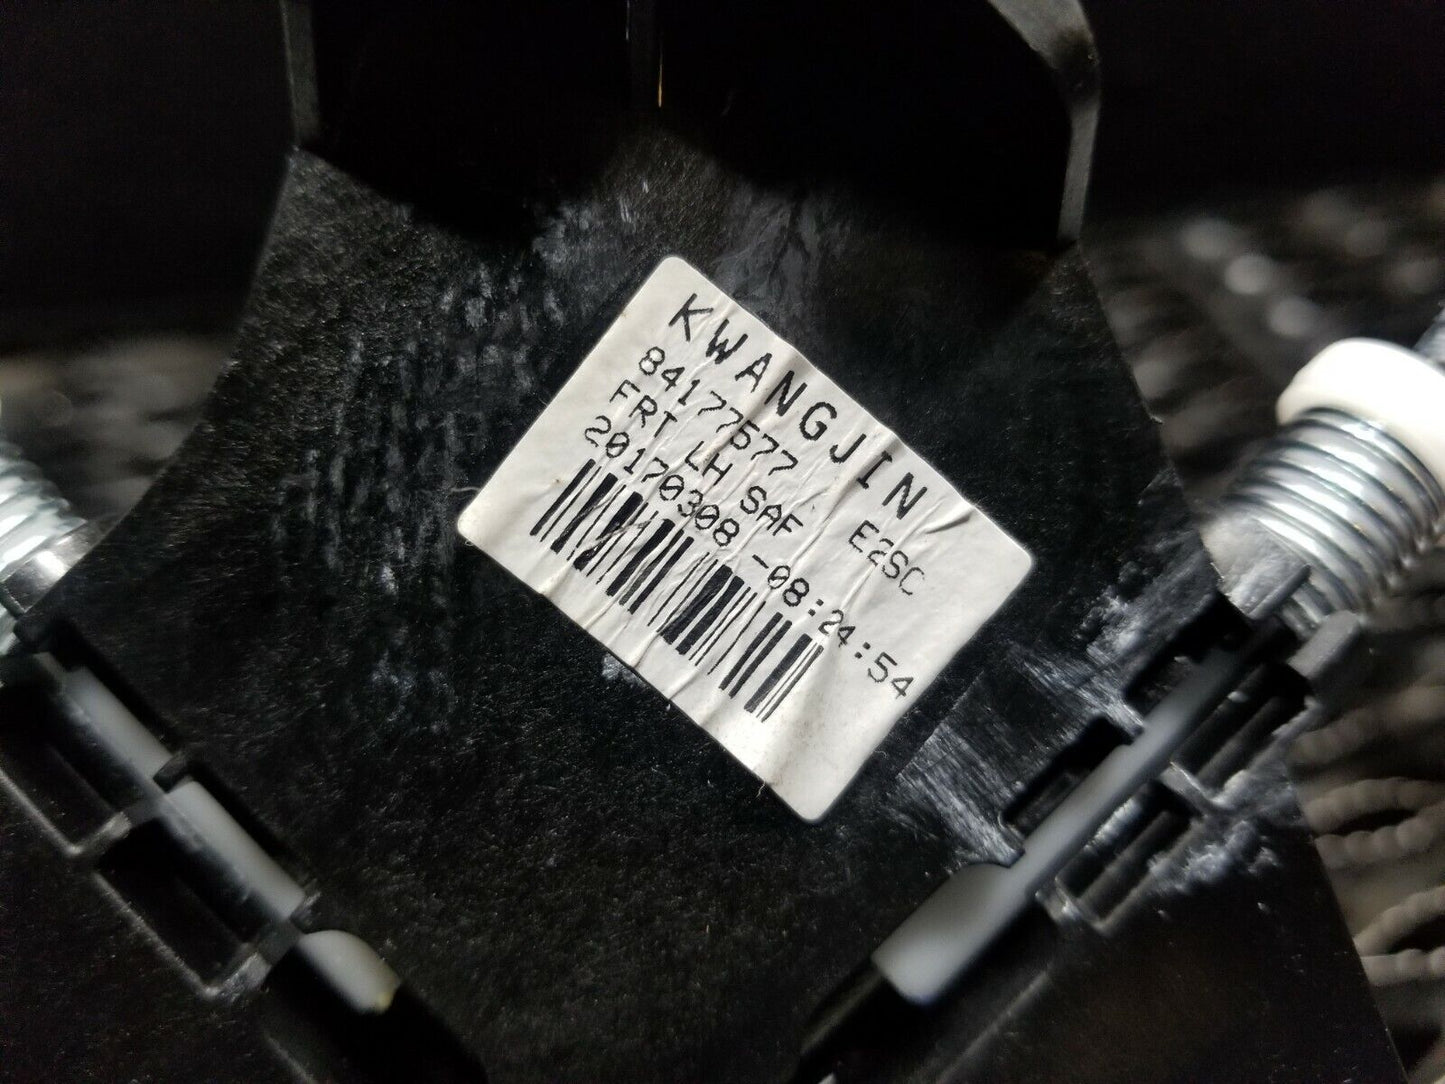 KWANGJIN
84177577 E2SC
FRT LH SAF
20170308-08:24:54